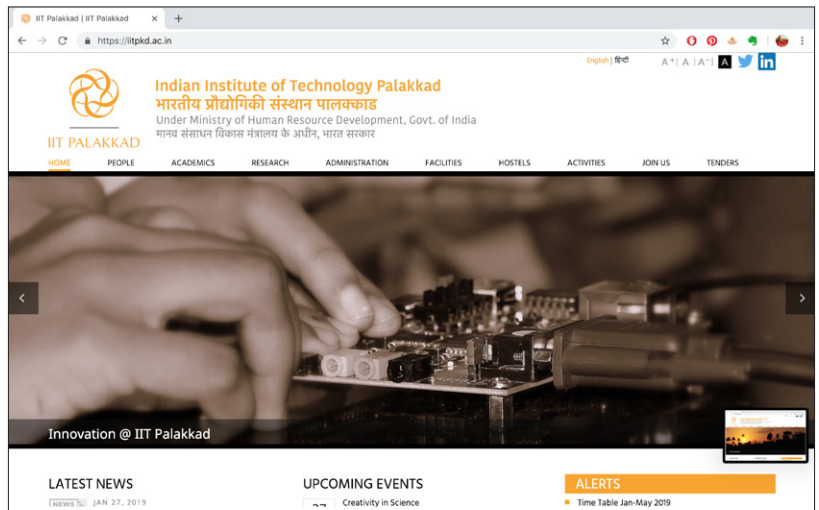 IIT Palakkad | IIT Palakkad
https://iitpkd.ac.in
English | हिन्दी
A + | A | A - | A
in
Indian Institute of Technology Palakkad
भारतीय प्रौद्योगिकी संस्थान पालक्काड
Under Ministry of Human Resource Development, Govt. of India
मानव संसाधन विकास मंत्रालय के अधीन, भारत सरकार
IIT PALAKKAD
HOME PEOPLE ACADEMICS RESEARCH ADMINISTRATION FACILITIES HOSTELS ACTIVITIES JOIN US TENDERS
Innovation @ IIT Palakkad
LATEST NEWS UPCOMING EVENTS ALERTS
NEWS JAN 27, 2019 27 Creativity in Science Time Table Jan-May 2019